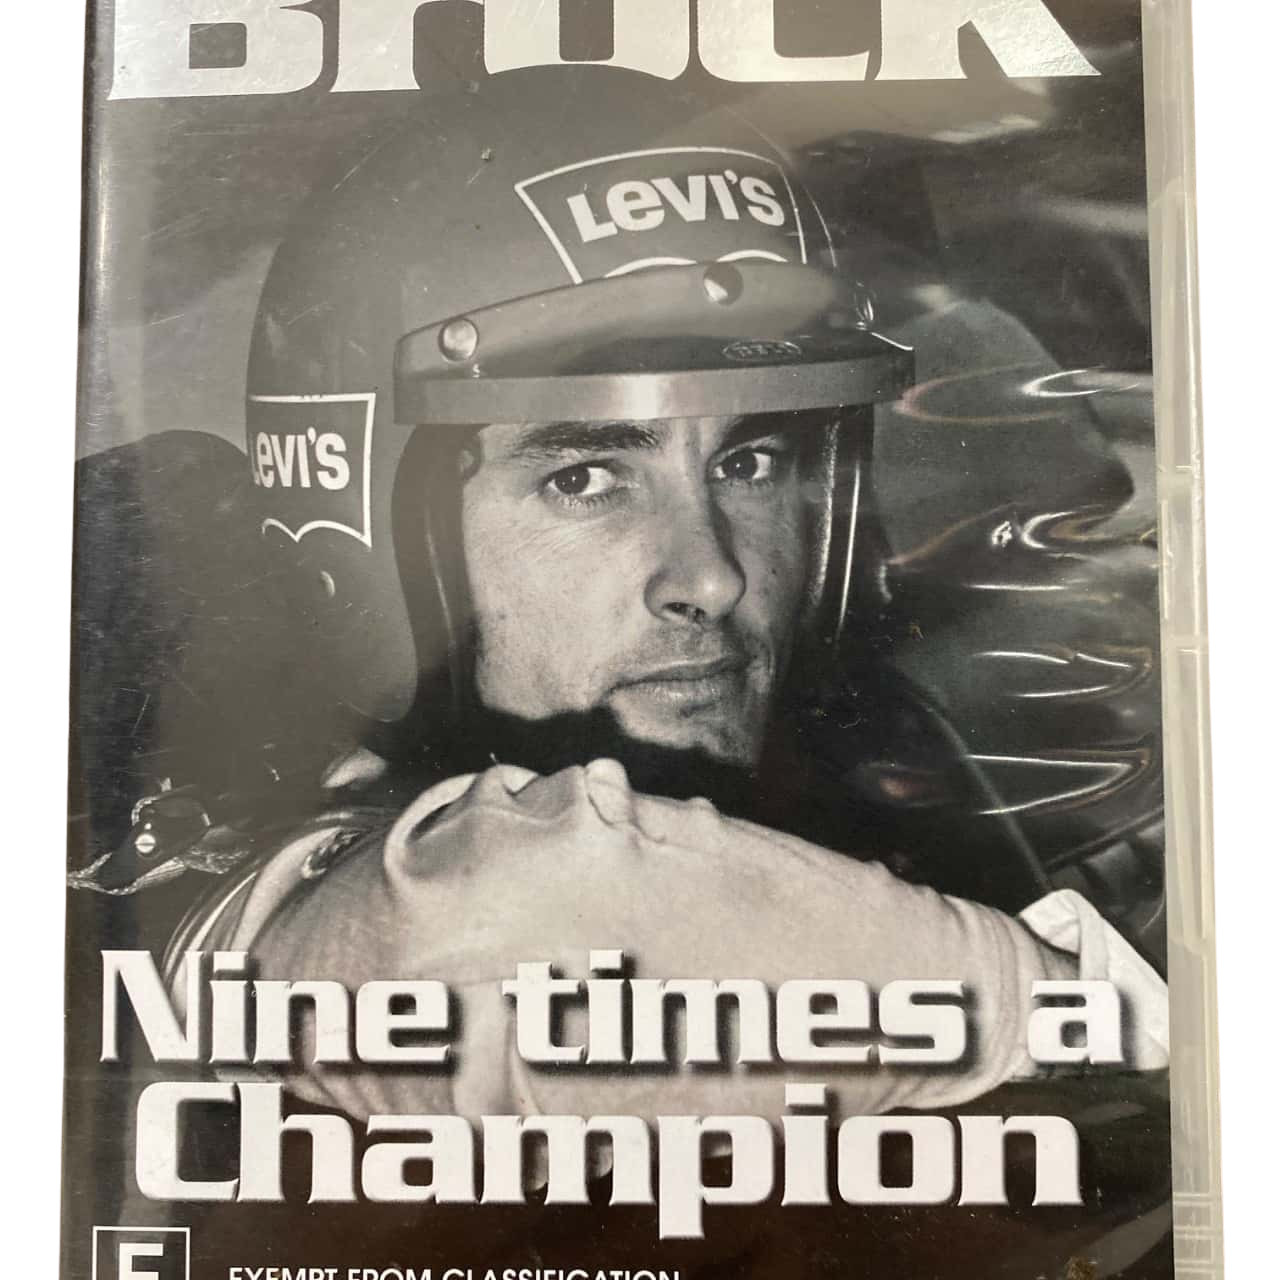 Brock
LEVI'S
LEVI'S
Nine times a
Champion
E
EXEMPT FROM CLASSIFICATION